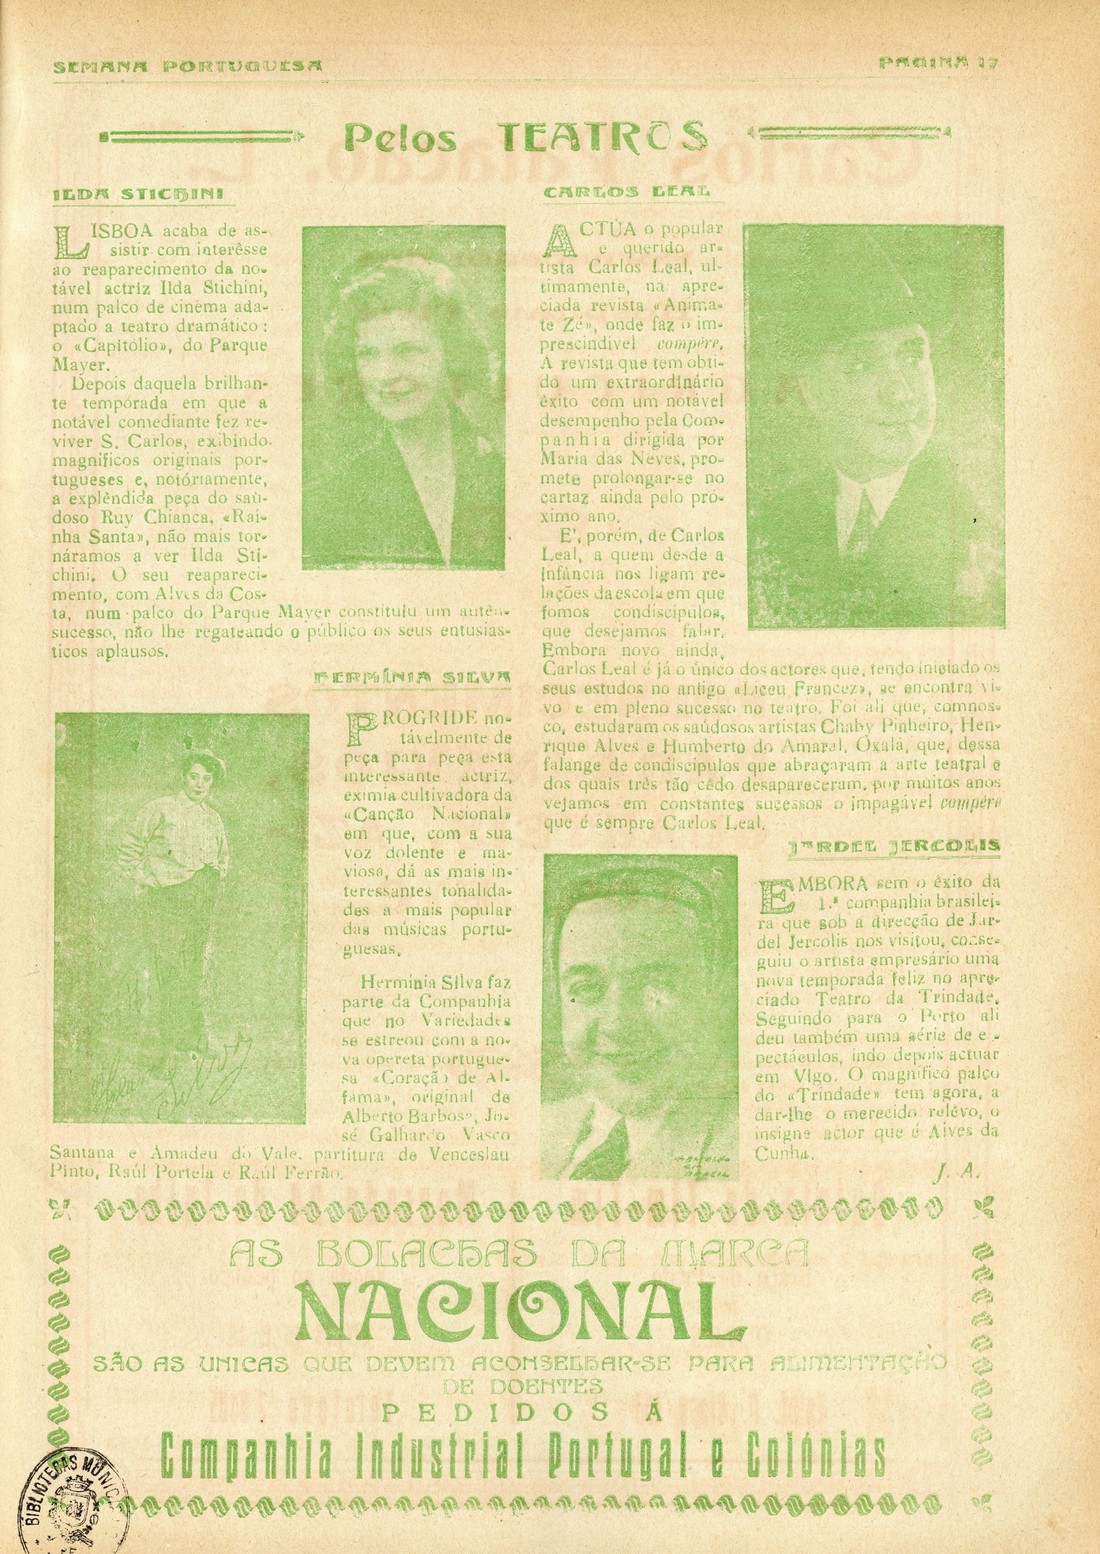 SEMANA PORTUGUESA
PAGINA 17
Pelos TEATROS
ILDA STICHINI
LISBOA acaba de as-
sistir com interêsse
ao reaparecimento da no-
tável actriz Ilda Stichini,
num palco de cinema ada-
ptado a teatro dramático:
o «Capitólio», do Parque
Mayer.
Depois daquela brilhan-
te temporada em que a
notável comediante fez re-
viver S. Carlos, exibindo
magníficos originais por-
tugueses e, notóriamente,
a explêndida peça do saù-
doso Ruy Chianca, «Rai-
nha Santa», não mais tor-
náramos a ver Ilda Sti-
chini. O seu reapareci-
mento, com Alves da Cos-
ta, num palco do Parque Mayer constituíu um autên-
sucesso, não lhe regateando o público os seus entusiás-
ticos aplausos.
HERMÍNIA SILVA
PROGRIDE no-
távelmente de
peça para peça esta
interessante actriz,
exímia cultivadora da
«Canção Nacional»
em que, com a sua
voz dolente e ma-
viosa, dá as mais in-
teressantes tonalida-
des a mais popular
das músicas portu-
guesas.
Hermínia Silva faz
parte da Companhia
que no Variedades
se estreou com a no-
va opereta portugue-
sa «Coração de Al-
fama», original de
Alberto Barbosa, Jo-
sé Galhardo Vasco
Santana e Amadeu do Vale, partitura de Venceslau
Pinto, Raúl Portela e Raúl Ferrão.
CARLOS LEAL
ACTÚA o popular
e querido ar-
tista Carlos Leal, ul-
timamente, na apre-
ciada revista «Anima-
te Zé», onde faz o im-
prescindível compére.
A revista que tem obti-
do um extraordinário
êxito com um notável
desempenho pela Com-
panhia dirigida por
Maria das Neves, pro-
mete prolongar-se no
cartaz ainda pelo pró-
ximo ano.
E', porém, de Carlos
Leal, a quem desde a
infância nos ligam re-
lações da escola em que
fomos condiscípulos,
que desejamos falar.
Embora novo ainda,
Carlos Leal é já o único dos actores que, tendo iniciado os
seus estudos no antigo «Liceu Francez», se encontra vi-
vo e em pleno sucesso no teatro. Foi ali que, comnos-
co, estudaram os saúdosos artistas Chaby Pinheiro, Hen-
rique Alves e Humberto do Amaral, Oxalá, que, dessa
falange de condiscípulos que abraçaram a arte teatral e
dos quais três tão cêdo desapareceram, por muitos anos
vejamos em constantes sucessos o impagável compére
que é sempre Carlos Leal.
JARDEL JERCOLIS
EMBORA sem o êxito da
1.ª companhia brasilei-
ra que sob a direcção de Jar-
del Jercolis nos visitou, conse-
guiu o artista empresário uma
nova temporada feliz no apre-
ciado Teatro da Trindade.
Seguindo para o Porto ali
deu também uma série de e -
pectáculos, indo depois actuar
em Vigo. O magnífico palco
do «Trindade» tem agora, a
dar-lhe o merecido relêvo, o
insigne actor que é Alves da
Cunha.
J. A.
AS BOLACHAS DA MARCA
NACIONAL
SÃO AS UNICAS QUE DEVEM ACONSELHAR-SE PARA ALIMENTAÇÃO
DE DOENTES
PEDIDOS Á
Companhia Industrial Portugal e Colónias
BIBLIOTECAS MUNICI